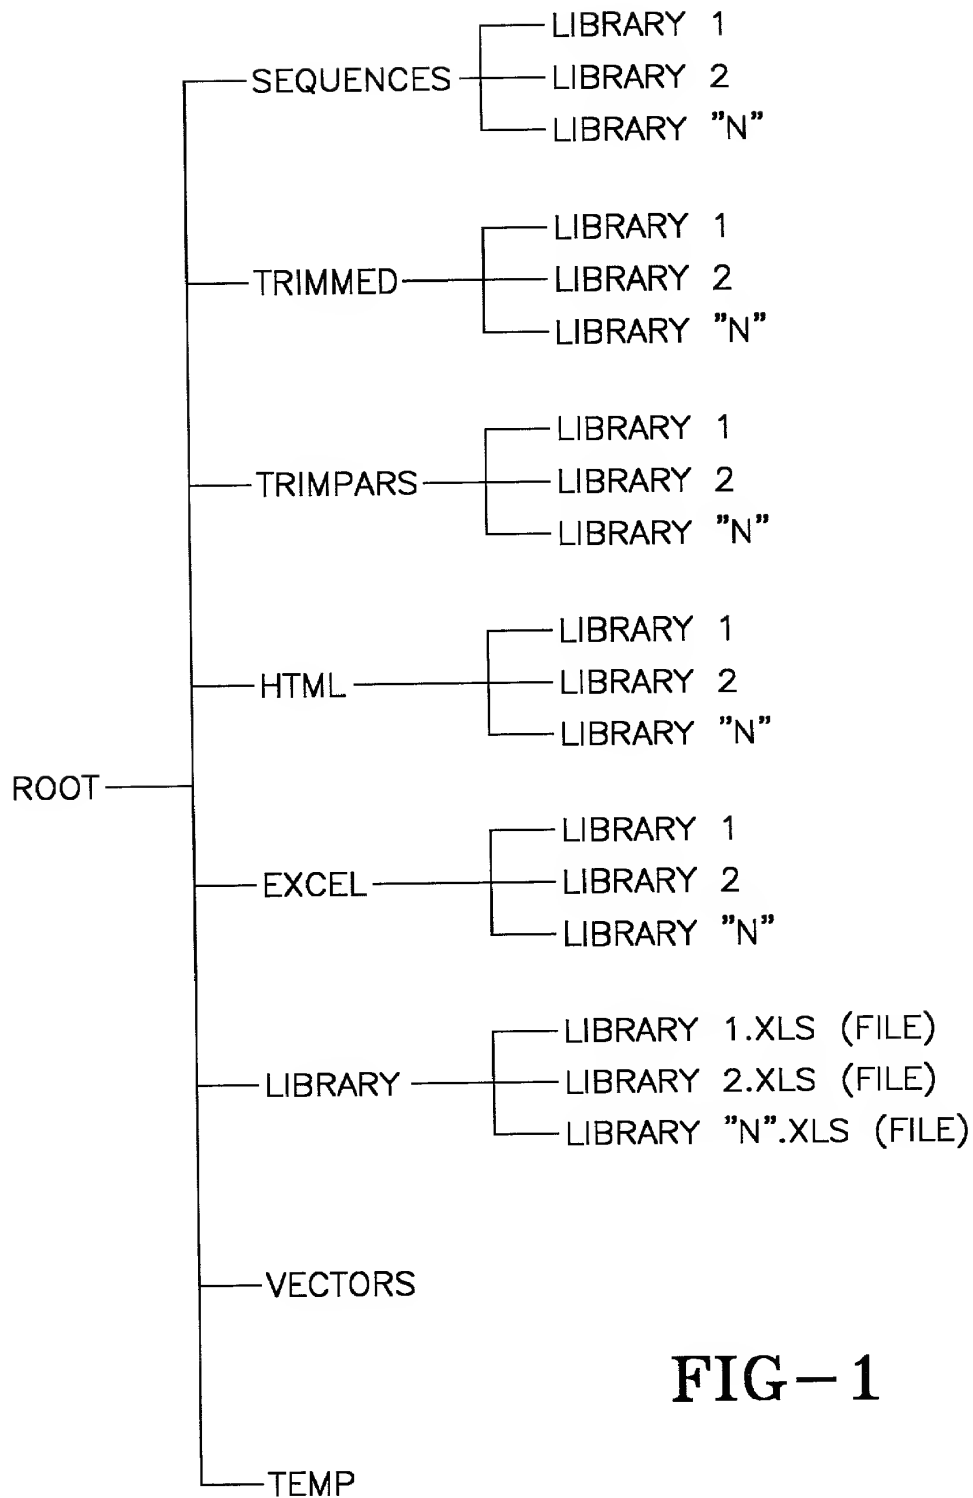 LIBRARY 1
SEQUENCES
LIBRARY 2
LIBRARY "N"
LIBRARY 1
TRIMMED
LIBRARY 2
LIBRARY "N"
LIBRARY 1
TRIMPARS
LIBRARY 2
LIBRARY "N"
LIBRARY 1
HTML
LIBRARY 2
LIBRARY "N"
ROOT
LIBRARY 1
EXCEL
LIBRARY 2
LIBRARY "N"
LIBRARY 1.XLS (FILE)
LIBRARY
LIBRARY 2.XLS (FILE)
LIBRARY "N".XLS (FILE)
VECTORS
FIG-1
TEMP